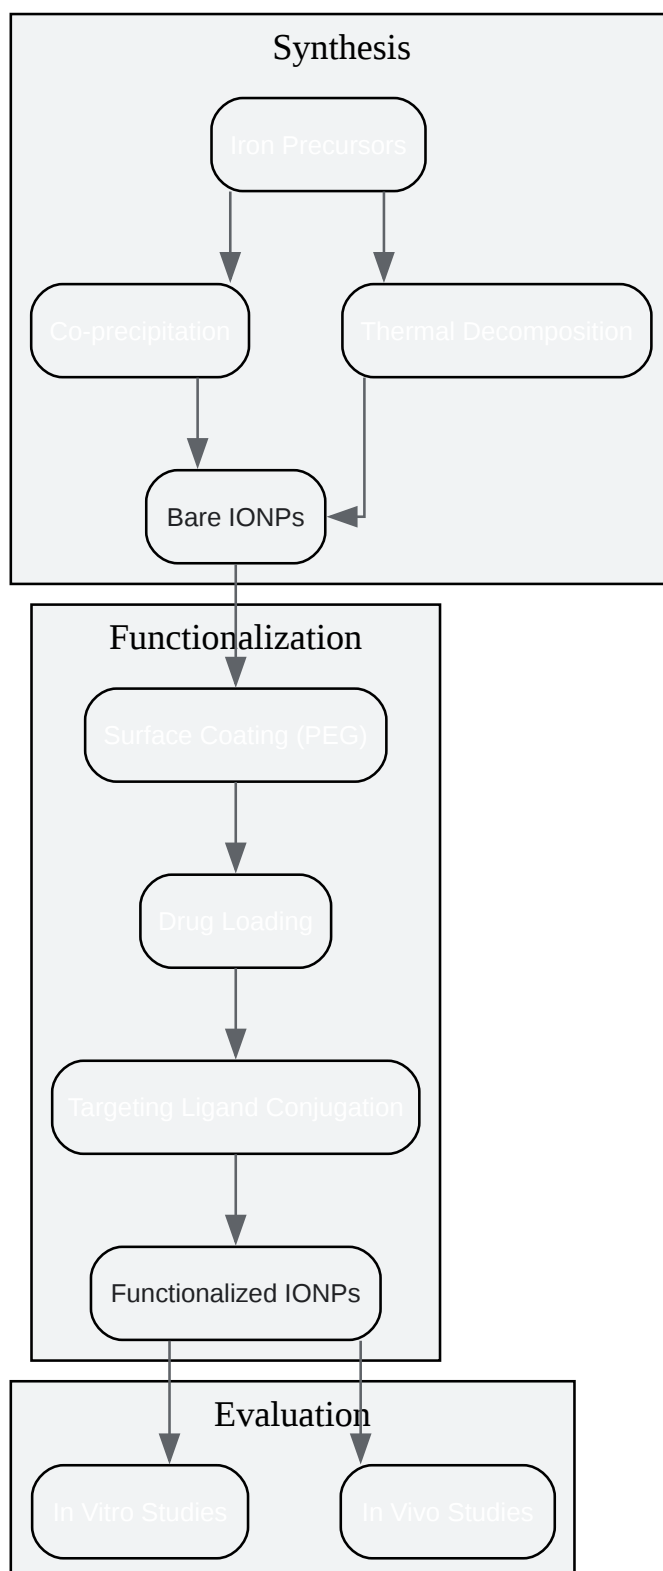 Synthesis
Iron Precursors
Co-precipitation
Thermal Decomposition
Bare IONPs
Functionalization
Surface Coating (PEG)
Drug Loading
Targeting Ligand Conjugation
Functionalized IONPs
Evaluation
In Vitro Studies
In Vivo Studies